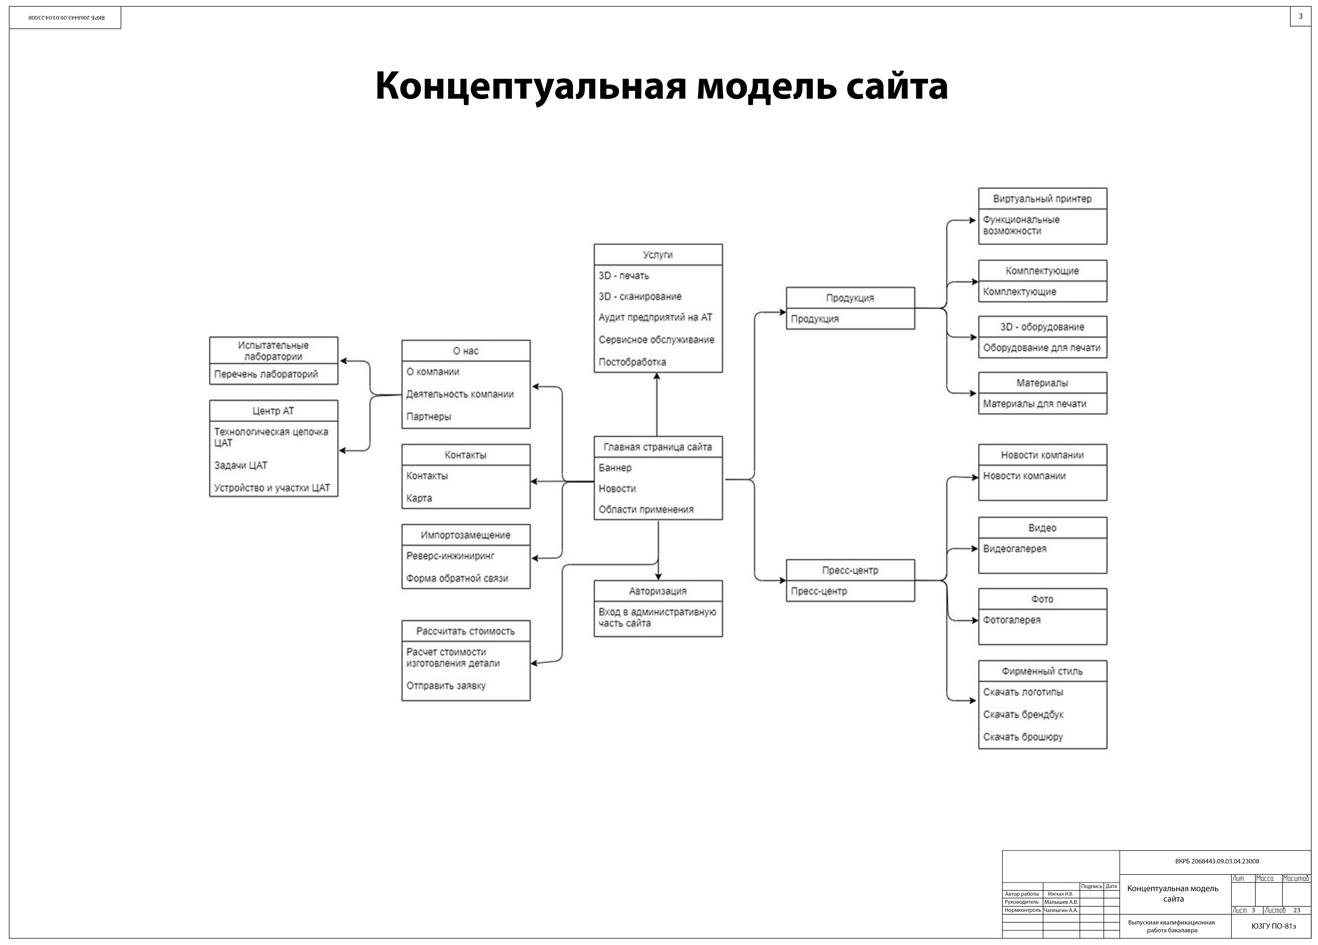 ВКРБ 2068443.09.03.04.23008
3
Концептуальная модель сайта
Виртуальный принтер
Функциональные
возможности
Комплектующие
Комплектующие
3D - оборудование
Оборудование для печати
Материалы
Материалы для печати
Продукция
Продукция
Услуги
3D - печать
3D - сканирование
Аудит предприятий на АТ
Сервисное обслуживание
Постобработка
Испытательные
лаборатории
Перечень лабораторий
Центр АТ
Технологическая цепочка
ЦАТ
Задачи ЦАТ
Устройство и участки ЦАТ
О нас
О компании
Деятельность компании
Партнеры
Контакты
Контакты
Карта
Импортозамещение
Реверс-инжиниринг
Форма обратной связи
Рассчитать стоимость
Расчет стоимости
изготовления детали
Отправить заявку
Главная страница сайта
Баннер
Новости
Области применения
Авторизация
Вход в административную
часть сайта
Пресс-центр
Пресс-центр
Новости компании
Новости компании
Видео
Видеогалерея
Фото
Фотогалерея
Фирменный стиль
Скачать логотипы
Скачать брендбук
Скачать брошюру
ВКРБ 2068443.09.03.04.23008
Подпись Дата
Автор работы Мягкая И.В.
Руководитель Малышев А.В.
Нормконтроль Чаплыгин А.А.
Концептуальная модель
сайта
Лит. Масса Масштаб
Лист 3 Листов 23
Выпускная квалификационная
работа бакалавра
ЮЗГУ ПО-81з